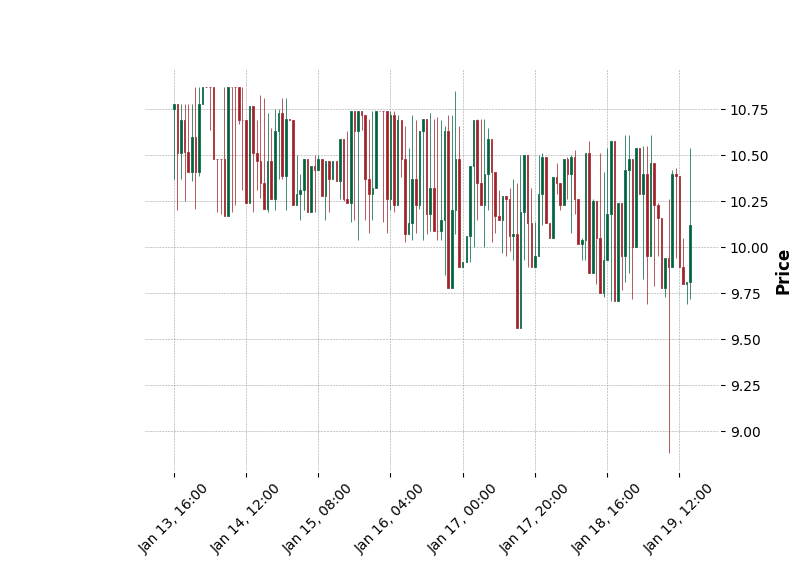 10.75
10.50
10.25
10.00
9.75
9.50
9.25
9.00
Price
Jan 13, 16:00
Jan 14, 12:00
Jan 15, 08:00
Jan 16, 04:00
Jan 17, 00:00
Jan 17, 20:00
Jan 18, 16:00
Jan 19, 12:00